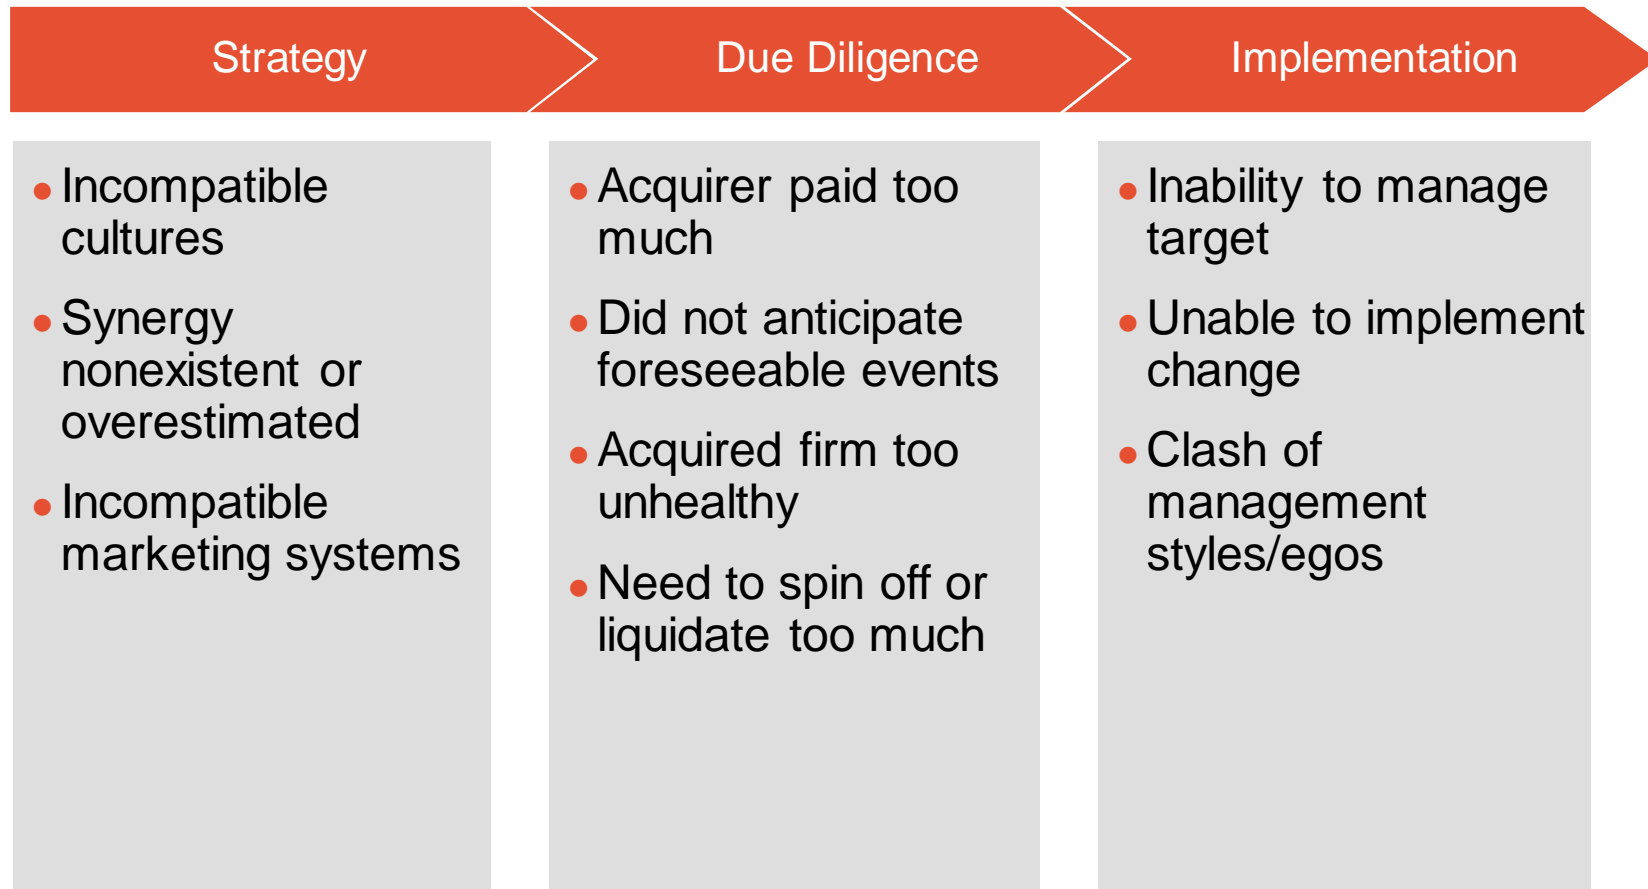 Strategy
Due Diligence
Implementation
• Incompatible
cultures
• Synergy
nonexistent or
overestimated
• Incompatible
marketing systems
• Acquirer paid too
much
• Did not anticipate
foreseeable events
• Acquired firm too
unhealthy
• Need to spin off or
liquidate too much
• Inability to manage
target
• Unable to implement
change
• Clash of
management
styles/egos